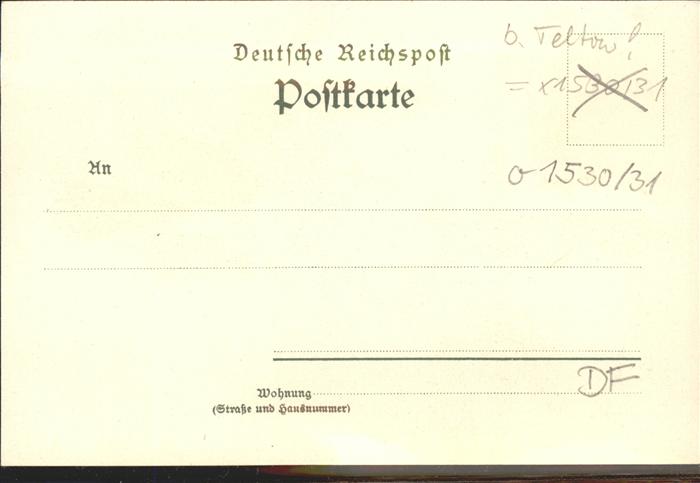 Deutsche Reichspost
Postkarte
b. Teltow!
= x1530/31
An
o 1530/31
DF
Wohnung
(Straße und Hausnummer)